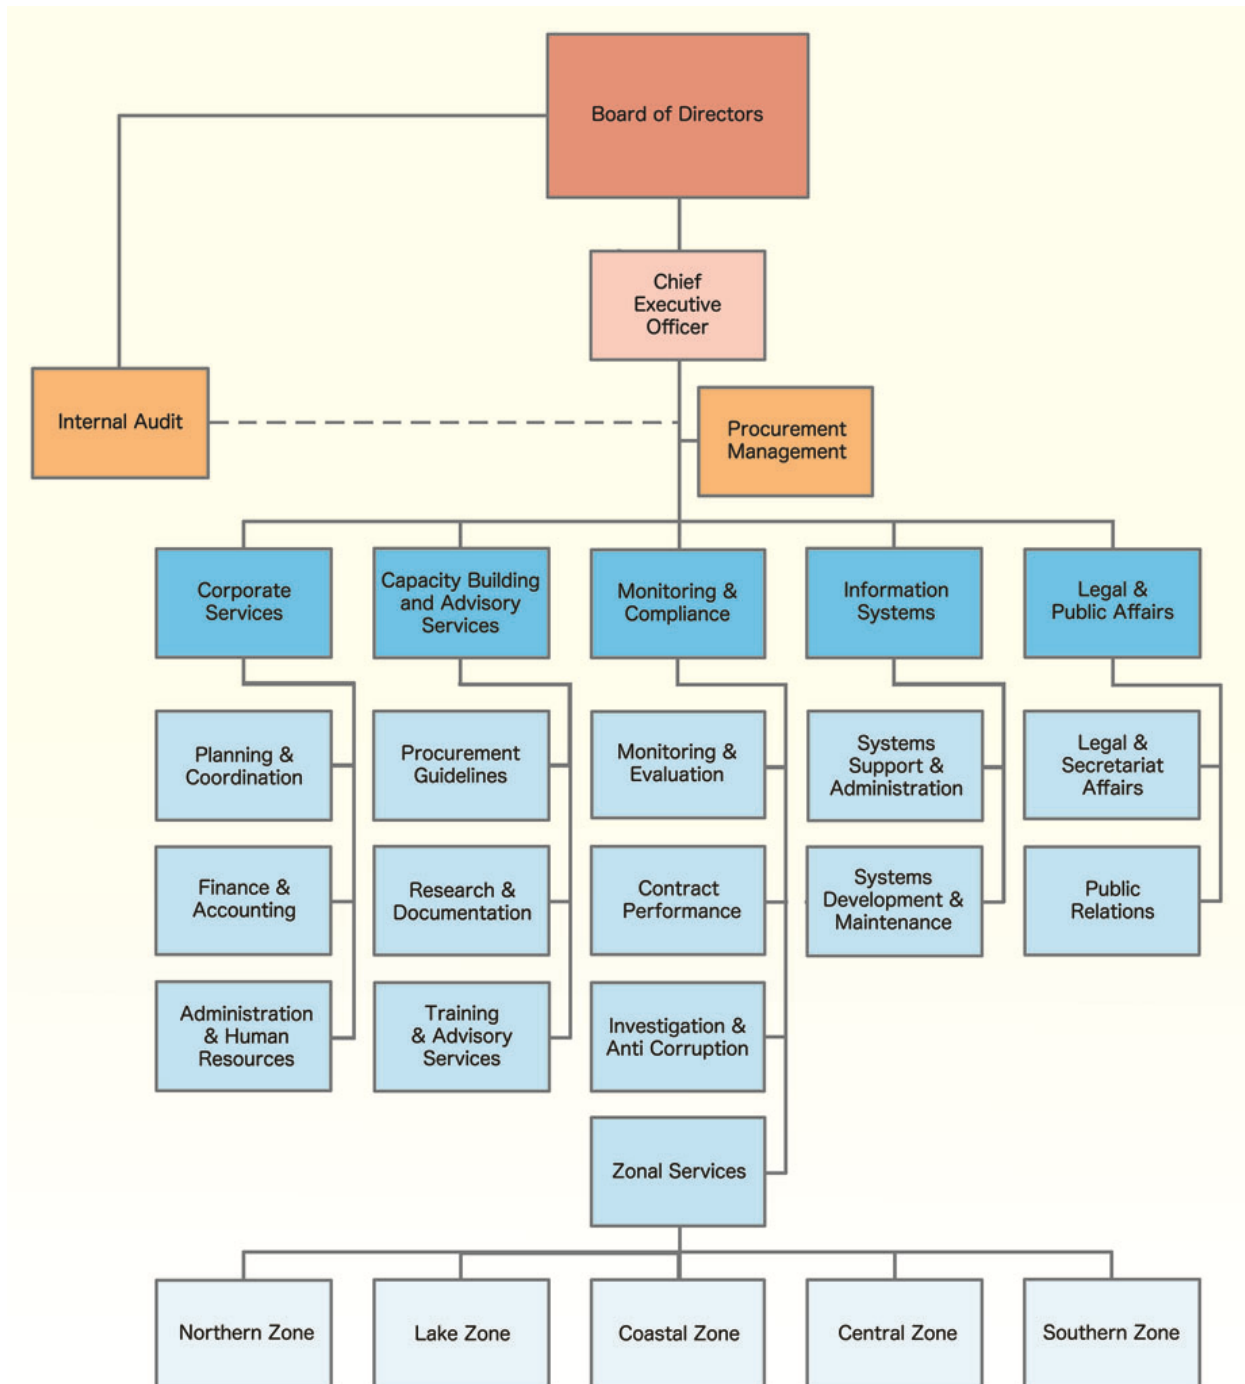 Board of Directors
Chief
Executive
Officer
Internal Audit
Procurement
Management
Corporate
Services
Capacity Building
and Advisory
Services
Monitoring &
Compliance
Information
Systems
Legal &
Public Affairs
Planning &
Coordination
Procurement
Guidelines
Monitoring &
Evaluation
Systems
Support &
Administration
Legal &
Secretariat
Affairs
Finance &
Accounting
Research &
Documentation
Contract
Performance
Systems
Development &
Maintenance
Public
Relations
Administration
& Human
Resources
Training
& Advisory
Services
Investigation &
Anti Corruption
Zonal Services
Northern Zone
Lake Zone
Coastal Zone
Central Zone
Southern Zone